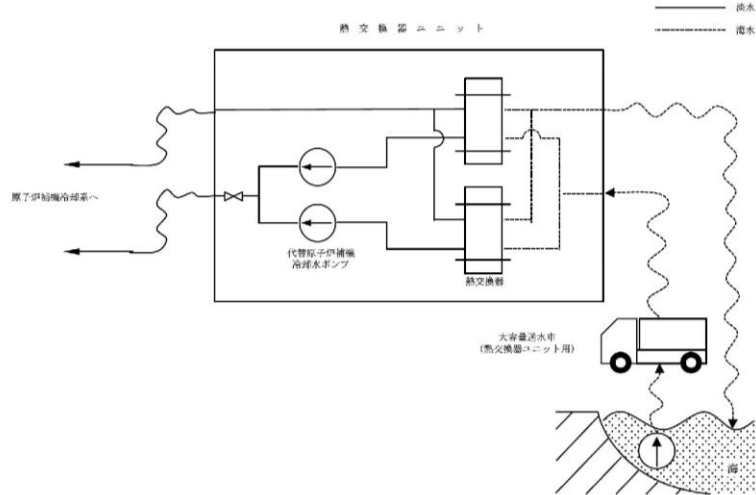 淡水
海水
熱交換器ユニット
原子炉補機冷却系へ
代替原子炉補機
冷却水ポンプ
熱交換器
大容量送水車
(熱交換器ユニット用)
海